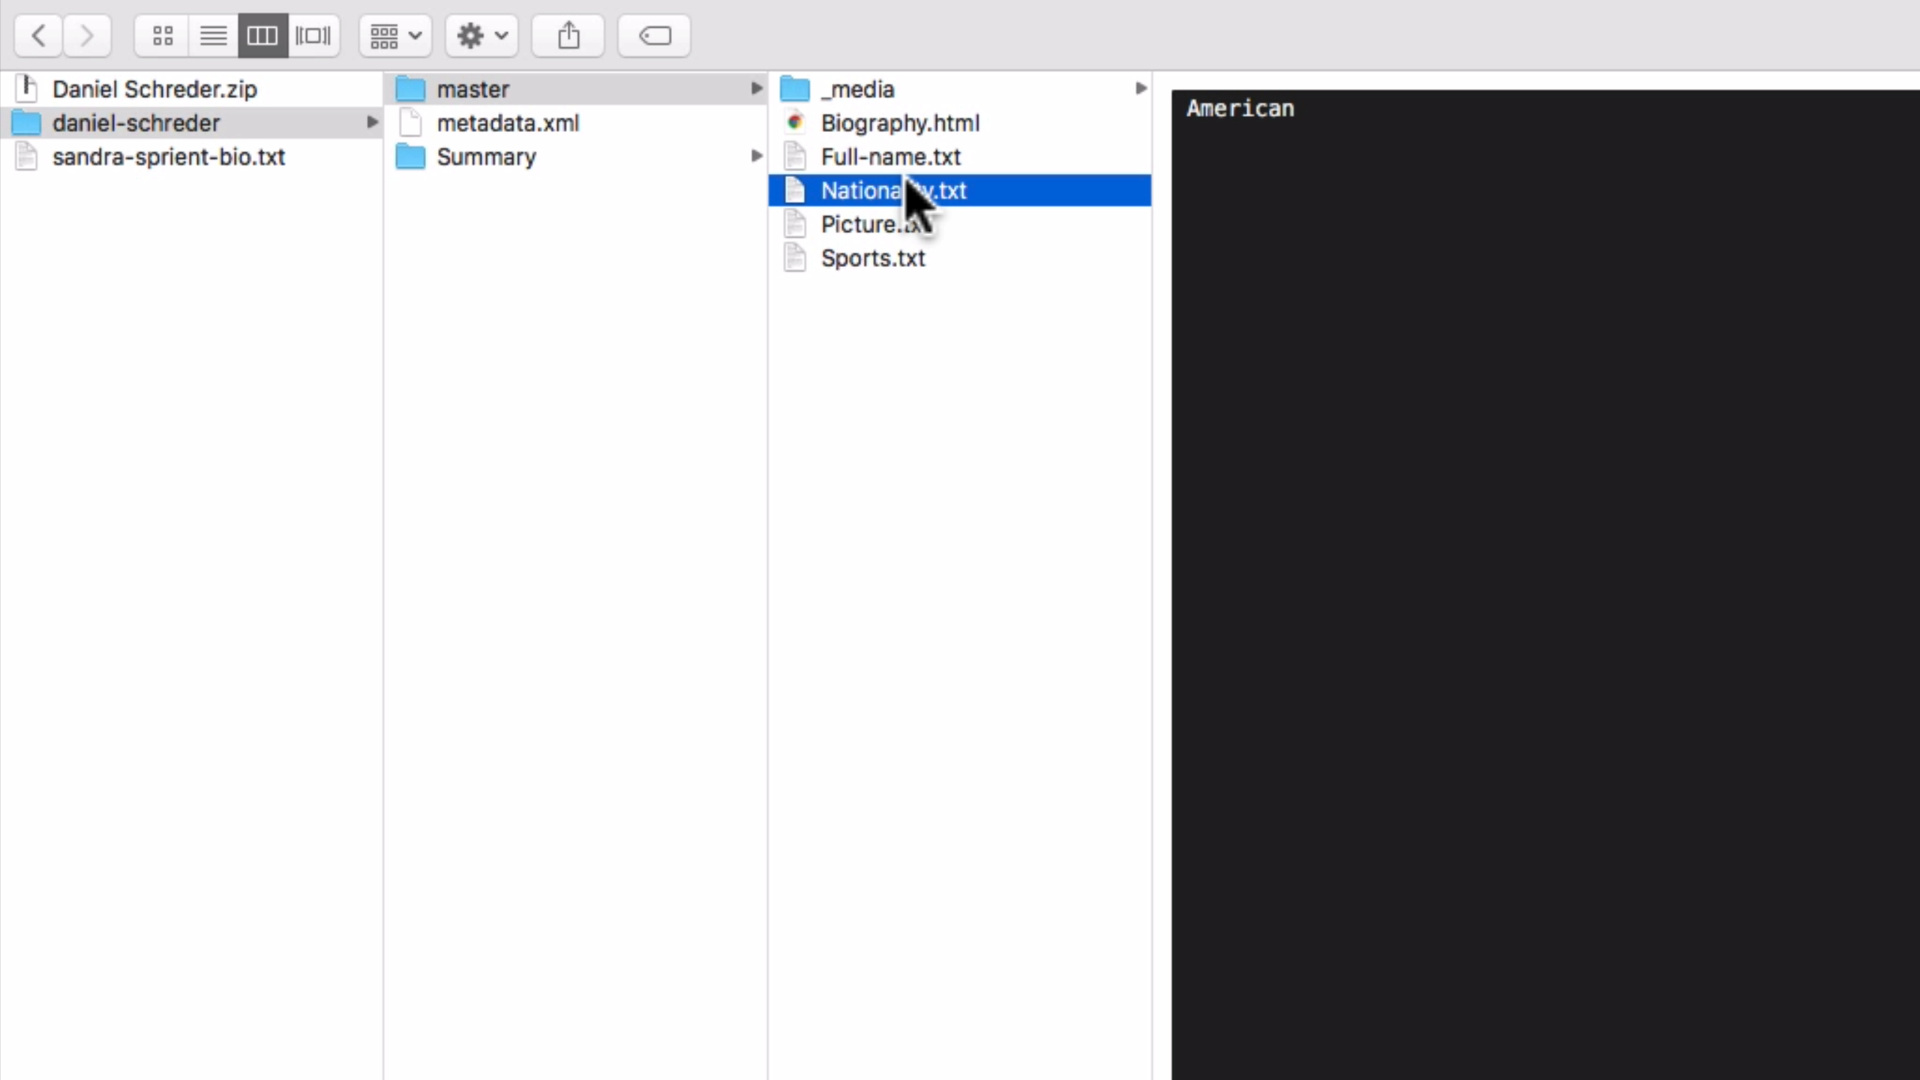 Daniel Schreder.zip
daniel-schreder
sandra-sprient-bio.txt
master
metadata.xml
Summary
_media
Biography.html
Full-name.txt
.txt
Sports.txt
American